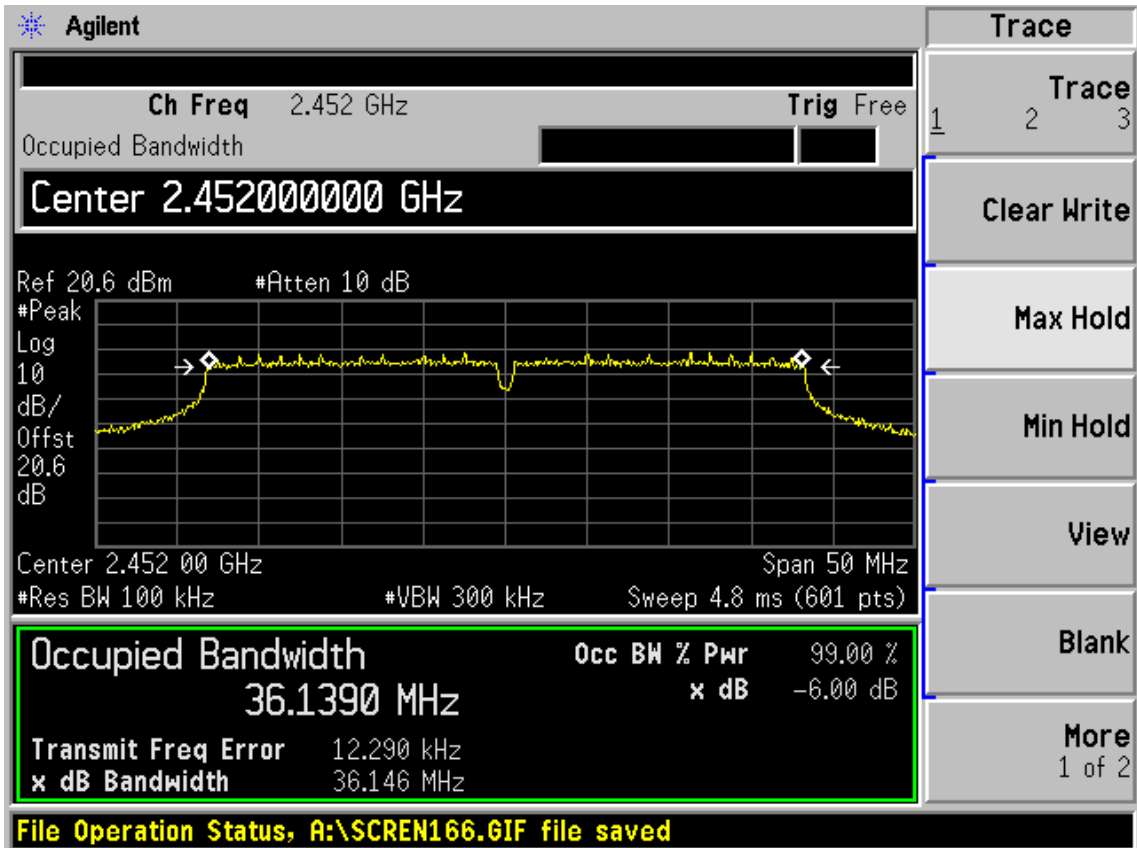 Agilent
Trace
Ch Freq 2.452 GHz Trig Free
Occupied Bandwidth
Center 2.452000000 GHz
Ref 20.6 dBm #Atten 10 dB
#Peak
Log
10
dB/
Offst
20.6
dB
Center 2.452 00 GHz Span 50 MHz
#Res BW 100 kHz #VBW 300 kHz Sweep 4.8 ms (601 pts)
Occupied Bandwidth
36.1390 MHz
Occ BW % Pwr 99.00 %
x dB -6.00 dB
Transmit Freq Error 12.290 kHz
x dB Bandwidth 36.146 MHz
File Operation Status, A:\SCREN166.GIF file saved
Trace
1 2 3
Clear Write
Max Hold
Min Hold
View
Blank
More
1 of 2